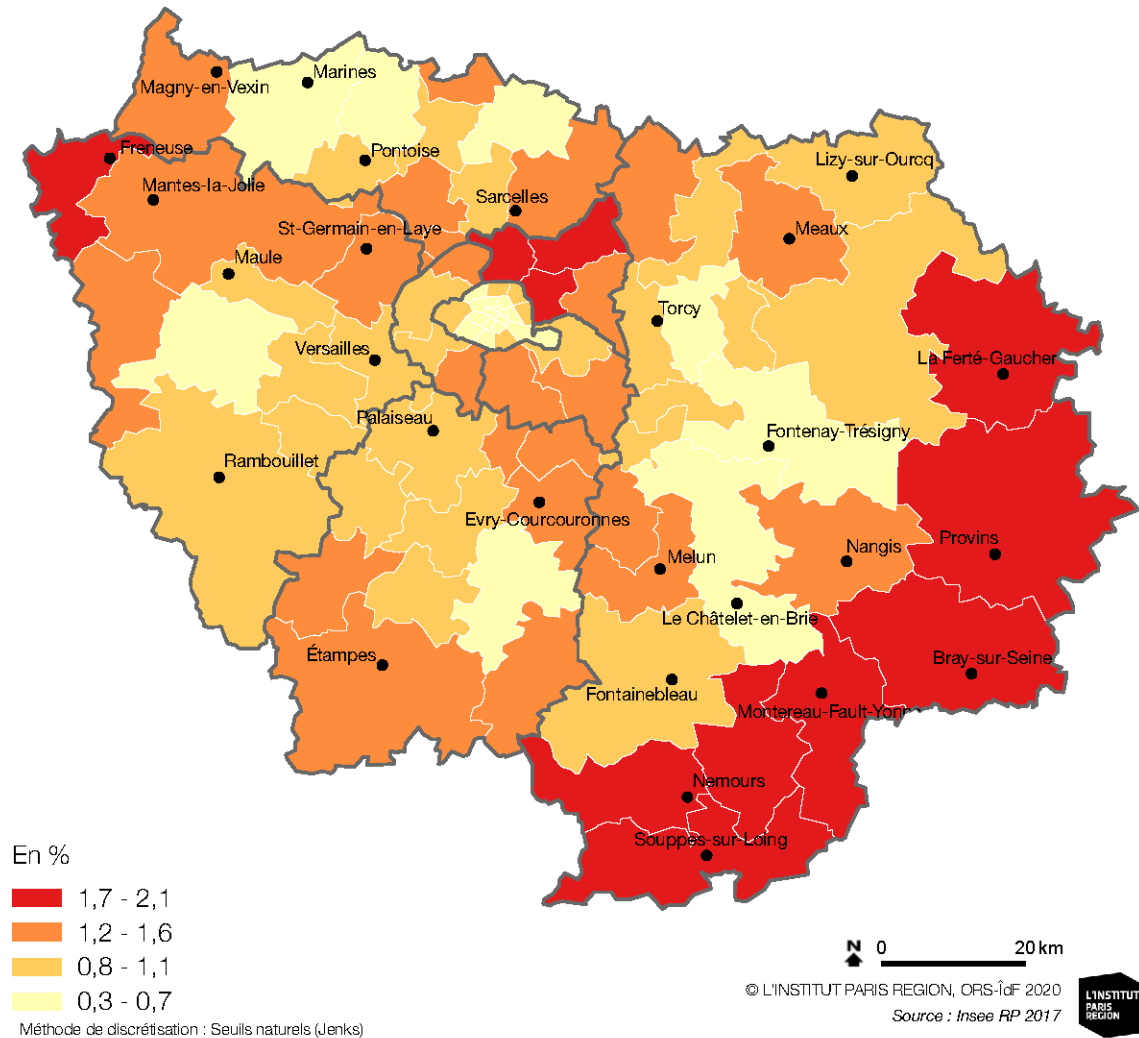 Magny-en-Vexin
Marines
Freneuse
Pontoise
Lizy-sur-Ourcq
Mantes-la-Jolie
Sarcelles
St-Germain-en-Laye
Meaux
Maule
Torcy
Versailles
La Ferté-Gaucher
Palaiseau
Fontenay-Trésigny
Rambouillet
Evry-Courcouronnes
Provins
Nangis
Melun
Le Châtelet-en-Brie
Étampes
Bray-sur-Seine
Fontainebleau
Montereau-Fault-Yonn
Nemours
Souppes-sur-Loing
En %
1,7 - 2,1
1,2 - 1,6
0,8 - 1,1
0,3 - 0,7
Méthode de discrétisation : Seuils naturels (Jenks)
N 0 20 km
© L'INSTITUT PARIS REGION, ORS-ÎdF 2020
Source : Insee RP 2017
L'INSTITUT
PARIS
REGION